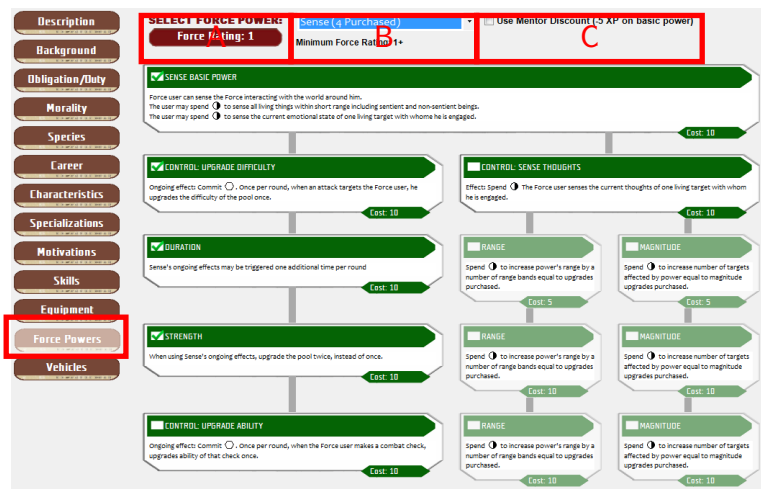 Description
Background
Obligation/Duty
Morality
Species
Career
Characteristics
Specializations
Motivations
Skills
Equipment
Force Powers
Vehicles
SELECT FORCE POWER:
Force Rating: 1
A
Sense (4 Purchased)
Minimum Force Rating: 1+
B
Use Mentor Discount (-5 XP on basic power)
C
SENSE BASIC POWER
Force user can sense the Force interacting with the world around him.
The user may spend to sense all living things within short range including sentient and non-sentient beings.
The user may spend to sense the current emotional state of one living target with whome he is engaged.
Cost: 10
CONTROL: UPGRADE DIFFICULTY
Ongoing effect: Commit . Once per round, when an attack targets the Force user, he
upgrades the difficulty of the pool once.
Cost: 10
CONTROL: SENSE THOUGHTS
Effect: Spend The Force user senses the current thoughts of one living target with whom
he is engaged.
Cost: 10
DURATION
Sense's ongoing effects may be triggered one additional time per round
Cost: 10
RANGE
Spend to increase power's range by a
number of range bands equal to upgrades
purchased.
Cost: 5
MAGNITUDE
Spend to increase number of targets
affected by power equal to magnitude
upgrades purchased.
Cost: 5
STRENGTH
When using Sense's ongoing effects, upgrade the pool twice, instead of once.
Cost: 10
RANGE
Spend to increase power's range by a
number of range bands equal to upgrades
purchased.
Cost: 10
MAGNITUDE
Spend to increase number of targets
affected by power equal to magnitude
upgrades purchased.
Cost: 10
CONTROL: UPGRADE ABILITY
Ongoing effect: Commit . Once per round, when the Force user makes a combat check,
upgrades ability of that check once.
Cost: 10
RANGE
Spend to increase power's range by a
number of range bands equal to upgrades
purchased.
Cost: 10
MAGNITUDE
Spend to increase number of targets
affected by power equal to magnitude
upgrades purchased.
Cost: 10